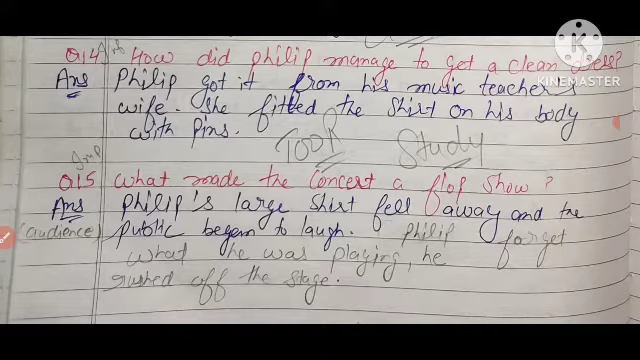 Q14 How did Philip manage to get a clean dress?
Ans Philip got it from his music teacher's
wife. She fitted the shirt on his body
with pins.
TOOR Study
Imp
Q15 What made the Concert a flop show?
Ans Philip's large shirt fell away and the
(audience) public began to laugh. Philip forget
what he was playing, he
rushed off the stage.
KINEMASTER